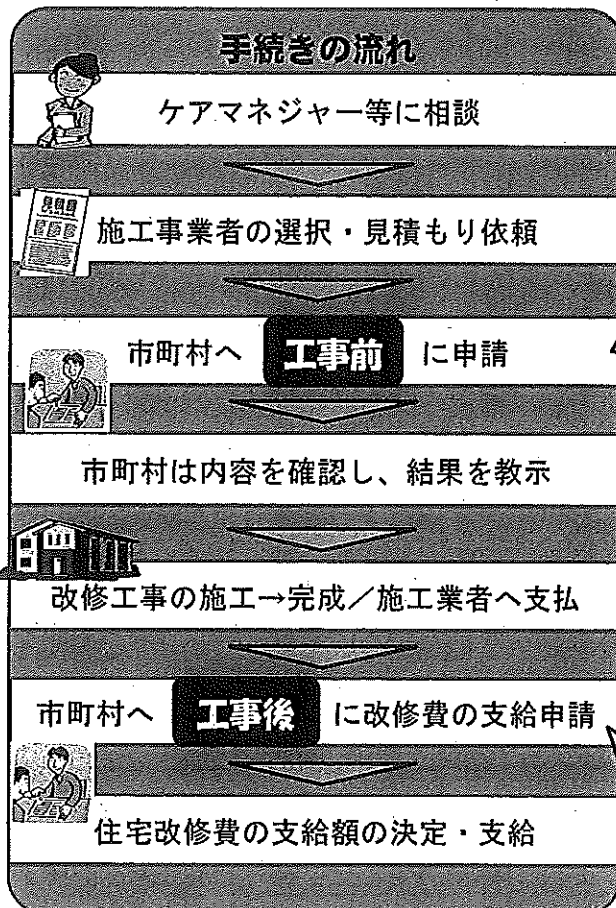 手続きの流れ
ケアマネジャー等に相談
施工事業者の選択・見積もり依頼
市町村へ 工事前 に申請
市町村は内容を確認し、結果を教示
改修工事の施工→完成／施工業者へ支払
市町村へ 工事後 に改修費の支給申請
住宅改修費の支給額の決定・支給